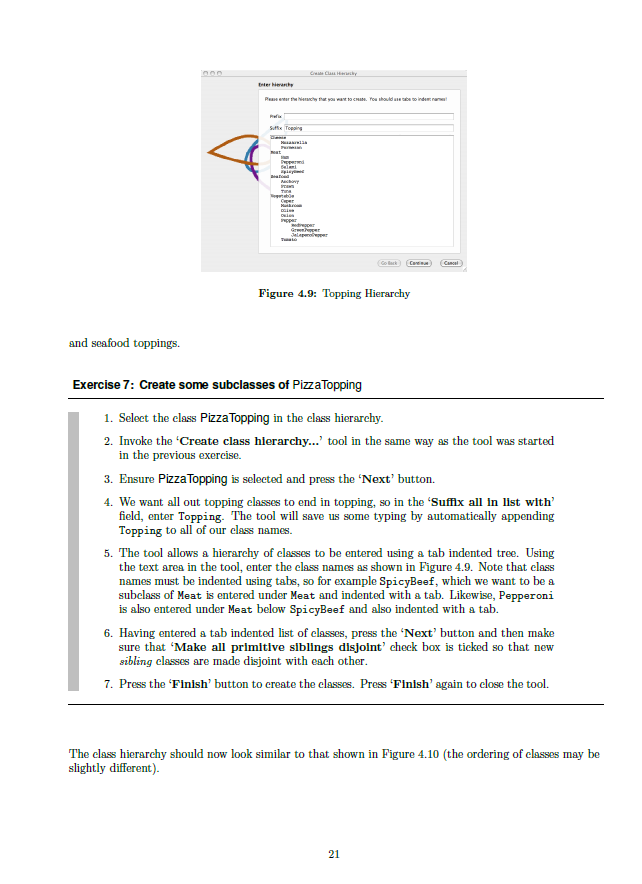 Create Class Hierarchy
Enter hierarchy
Please enter the hierarchy that you want to create. You should use tabs to indent names!
Prefix
Suffix Topping
Cheese
Mozzarella
Parmesan
Meat
Ham
Pepperoni
Salami
SpicyBeef
Seafood
Anchovy
Prawn
Tuna
Vegetable
Caper
Mushroom
Olive
Onion
Pepper
RedPepper
GreenPepper
JalapenoPepper
Tomato
Go Back Continue Cancel
Figure 4.9: Topping Hierarchy
and seafood toppings.
Exercise 7: Create some subclasses of PizzaTopping
1. Select the class PizzaTopping in the class hierarchy.
2. Invoke the ‘Create class hierarchy...’ tool in the same way as the tool was started
in the previous exercise.
3. Ensure PizzaTopping is selected and press the ‘Next’ button.
4. We want all out topping classes to end in topping, so in the ‘Suffix all in list with’
field, enter Topping. The tool will save us some typing by automatically appending
Topping to all of our class names.
5. The tool allows a hierarchy of classes to be entered using a tab indented tree. Using
the text area in the tool, enter the class names as shown in Figure 4.9. Note that class
names must be indented using tabs, so for example SpicyBeef, which we want to be a
subclass of Meat is entered under Meat and indented with a tab. Likewise, Pepperoni
is also entered under Meat below SpicyBeef and also indented with a tab.
6. Having entered a tab indented list of classes, press the ‘Next’ button and then make
sure that ‘Make all primitive siblings disjoint’ check box is ticked so that new
sibling classes are made disjoint with each other.
7. Press the ‘Finish’ button to create the classes. Press ‘Finish’ again to close the tool.
The class hierarchy should now look similar to that shown in Figure 4.10 (the ordering of classes may be
slightly different).
21